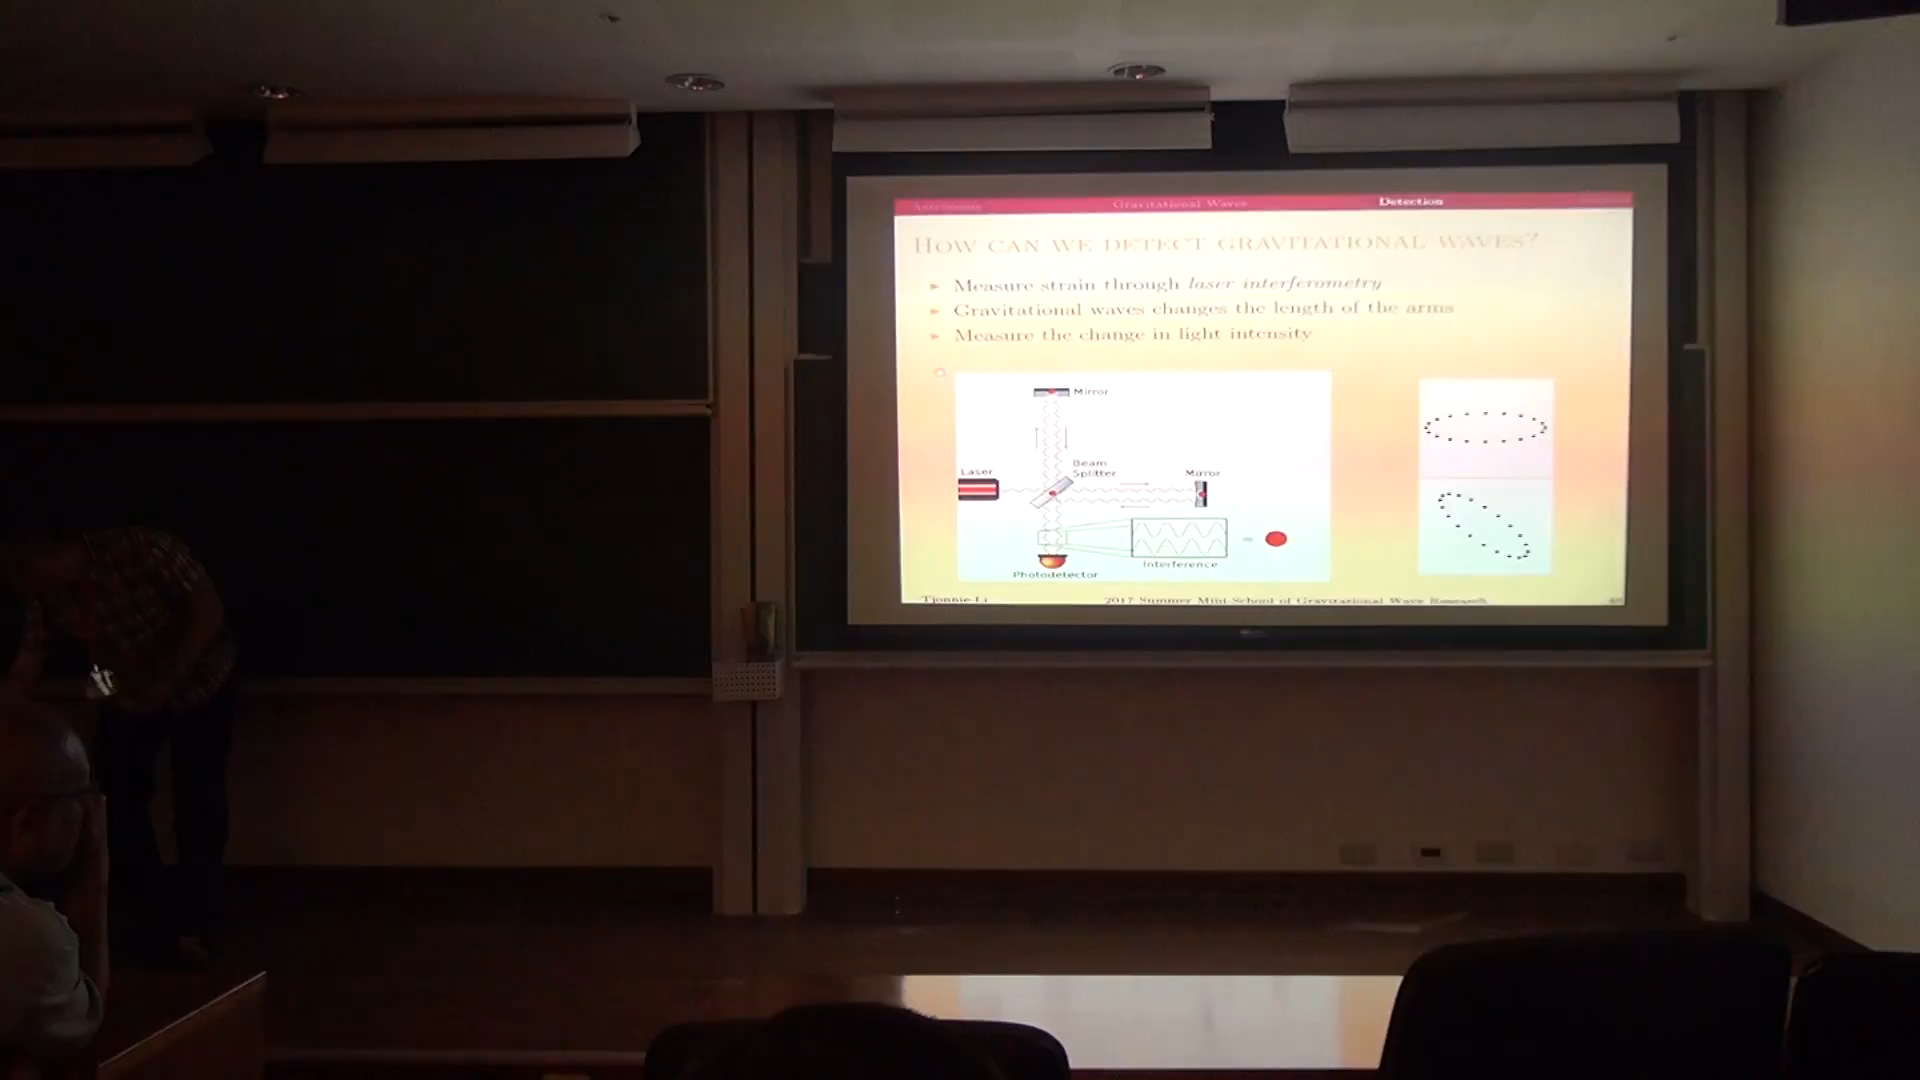 Astronomy Gravitational Waves Detection
HOW CAN WE DETECT GRAVITATIONAL WAVES?
Measure strain through laser interferometry
Gravitational waves changes the length of the arms
Measure the change in light intensity
Mirror
Beam
Splitter
Laser
Mirror
=
Interference
Photodetector
Tjonnie Li 2017 Summer Mini-School of Gravitational Wave Research